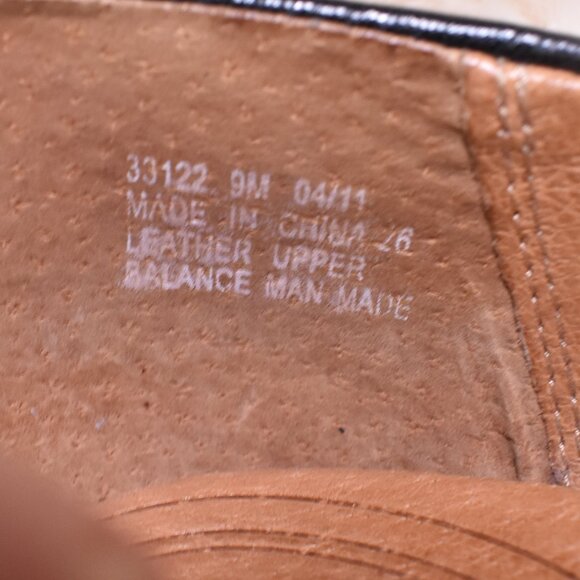 33122 9M 04/11
MADE IN CHINA 26
LEATHER UPPER
BALANCE MAN MADE